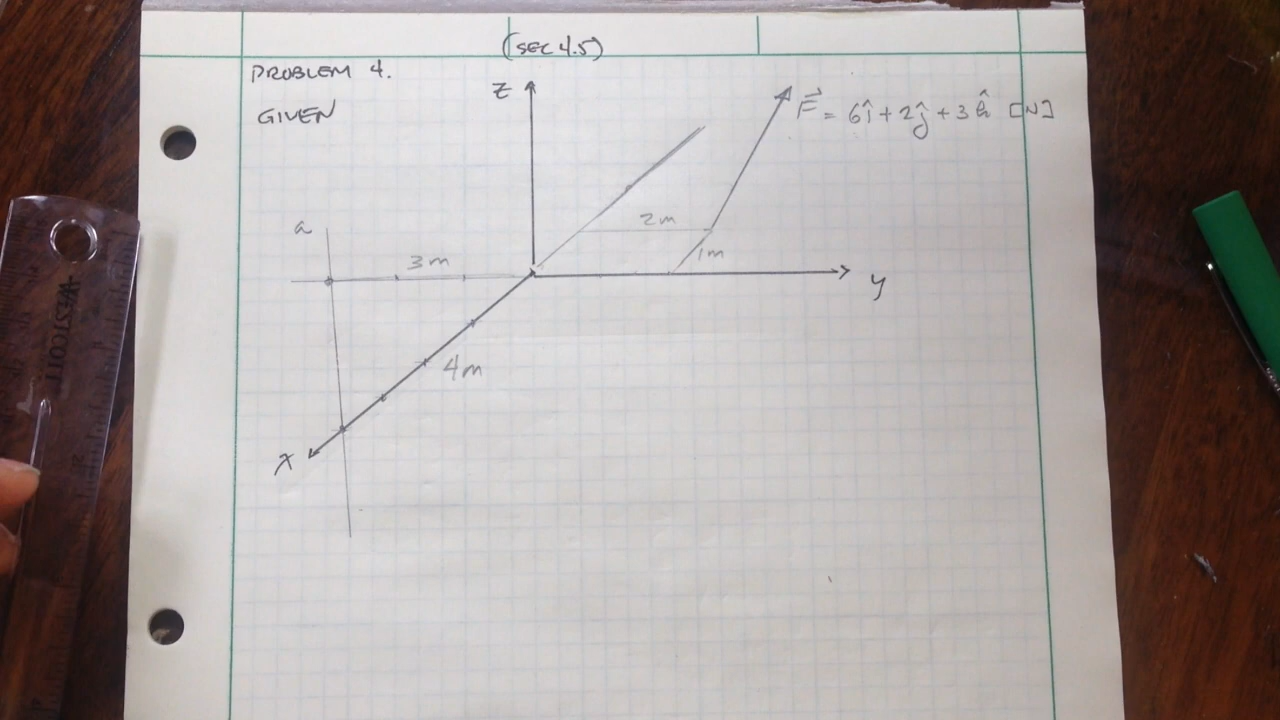 (SEC 4.5)
PROBLEM 4.
GIVEN
z
F⃗ = 6î + 2ĵ + 3k̂ [N]
a
2m
3m
1m
y
4m
x
WESTCOTT